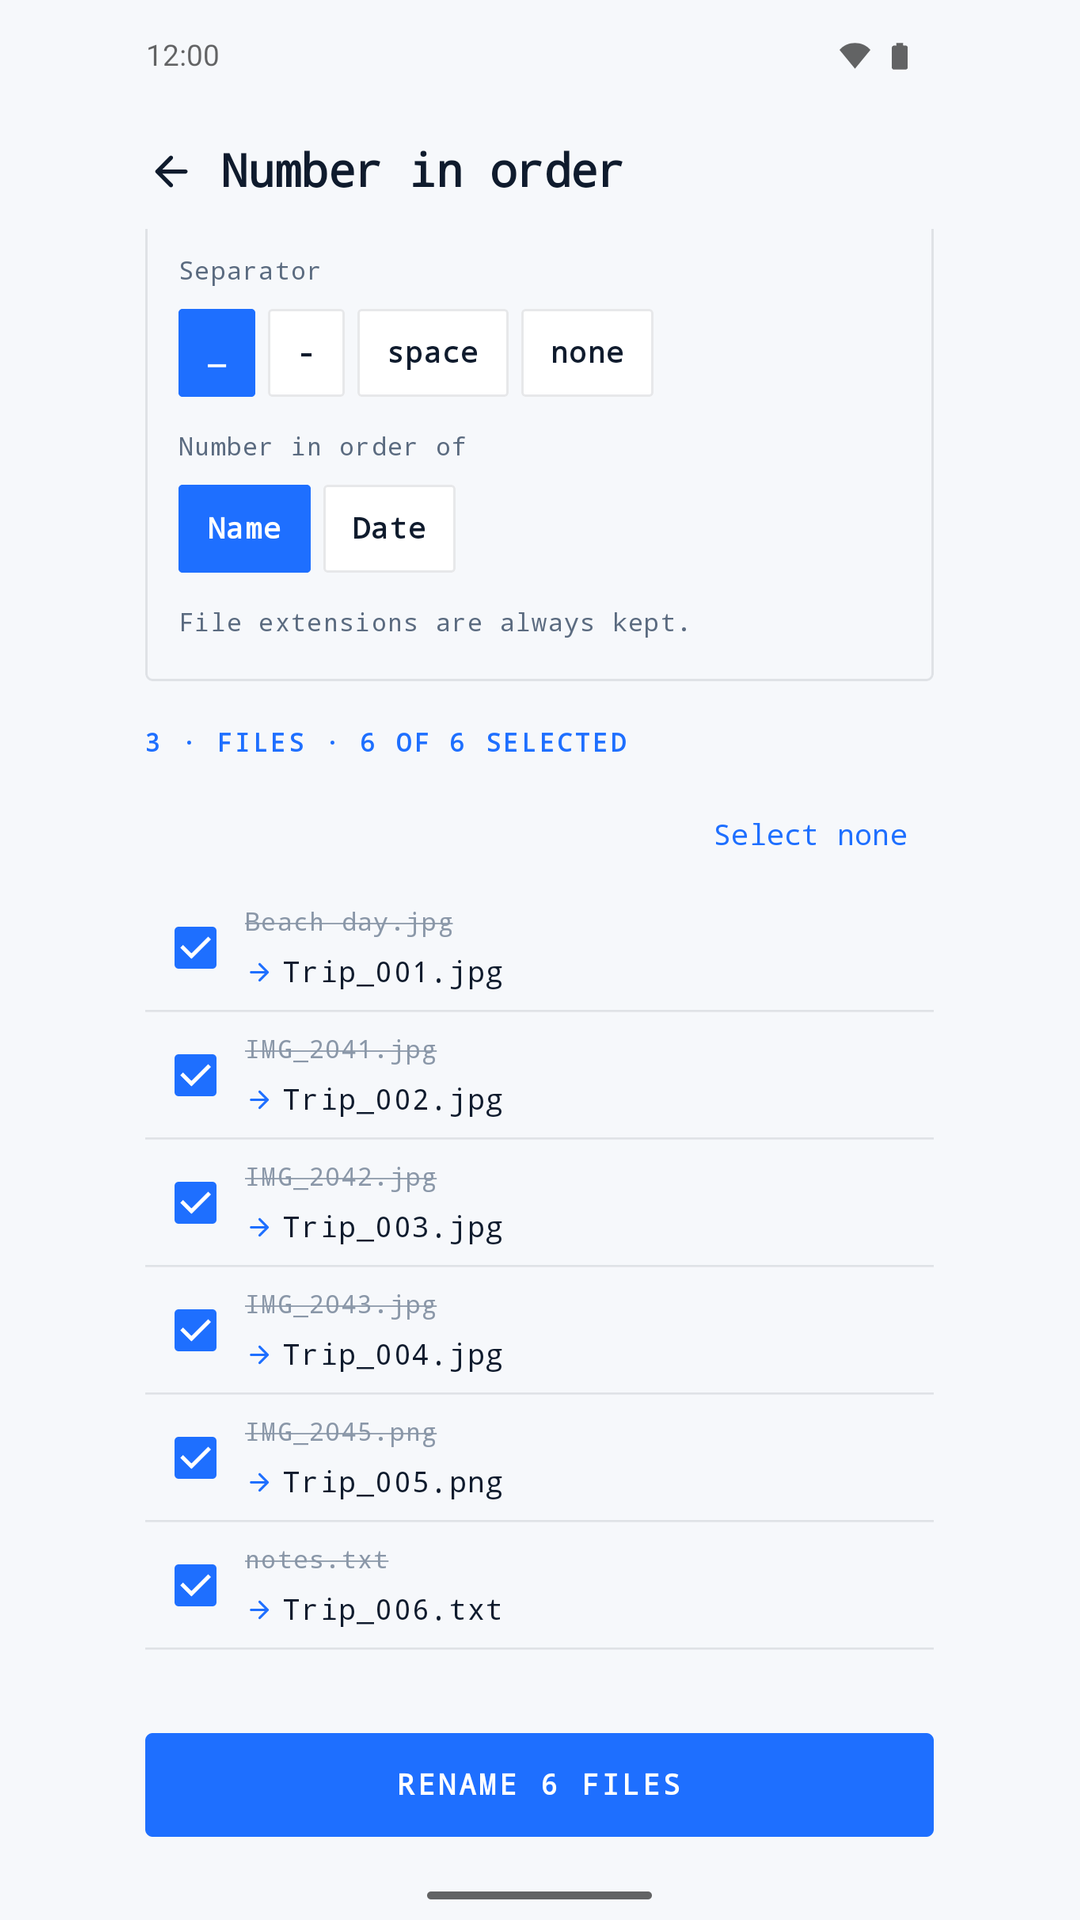 12:00
Number in order
Separator
_ - space none
Number in order of
Name Date
File extensions are always kept.
3 · FILES · 6 OF 6 SELECTED
Select none
Beach day.jpg
→ Trip_001.jpg
IMG_2041.jpg
→ Trip_002.jpg
IMG_2042.jpg
→ Trip_003.jpg
IMG_2043.jpg
→ Trip_004.jpg
IMG_2045.png
→ Trip_005.png
notes.txt
→ Trip_006.txt
RENAME 6 FILES